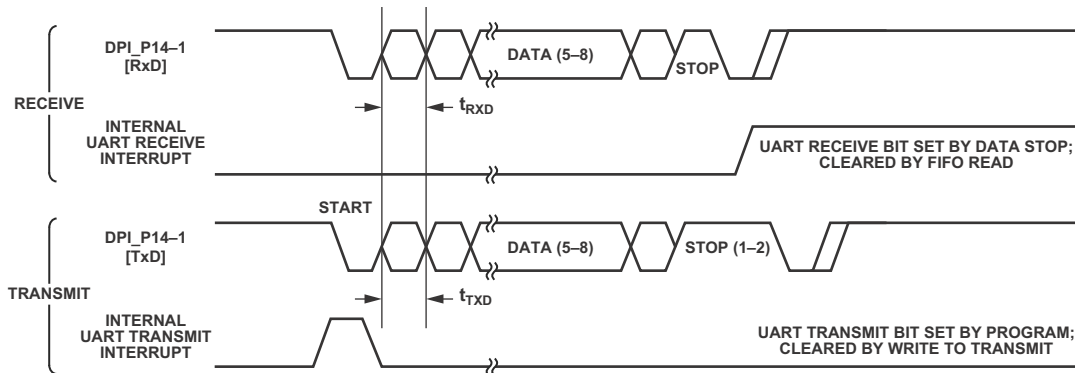 DPI_P14–1
[RxD]
DATA (5–8)
STOP
RECEIVE
tRXD
INTERNAL
UART RECEIVE
INTERRUPT
UART RECEIVE BIT SET BY DATA STOP;
CLEARED BY FIFO READ
START
DPI_P14–1
[TxD]
DATA (5–8)
STOP (1–2)
TRANSMIT
tTXD
INTERNAL
UART TRANSMIT
INTERRUPT
UART TRANSMIT BIT SET BY PROGRAM;
CLEARED BY WRITE TO TRANSMIT